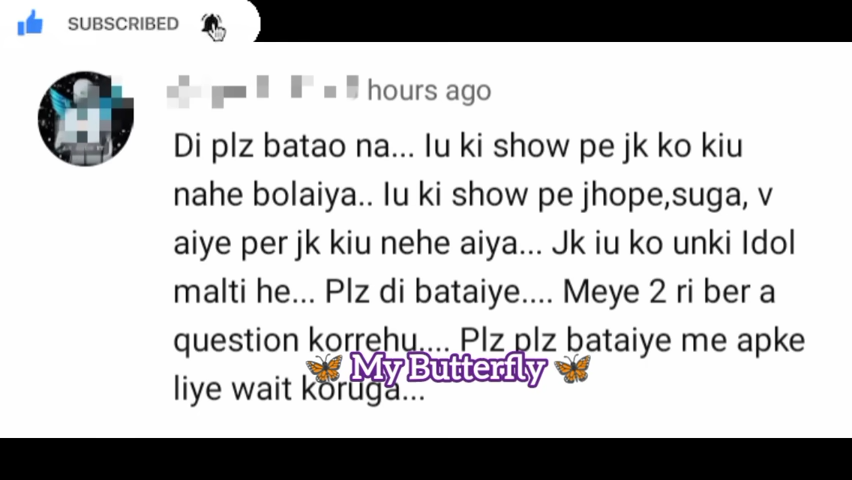 SUBSCRIBED
hours ago
Di plz batao na... Iu ki show pe jk ko kiu
nahe bolaiya.. Iu ki show pe jhope,suga, v
aiye per jk kiu nehe aiya... Jk iu ko unki Idol
malti he... Plz di bataiye.... Meye 2 ri ber a
question korrehu.... Plz plz bataiye me apke
My Butterfly
liye wait koruga...